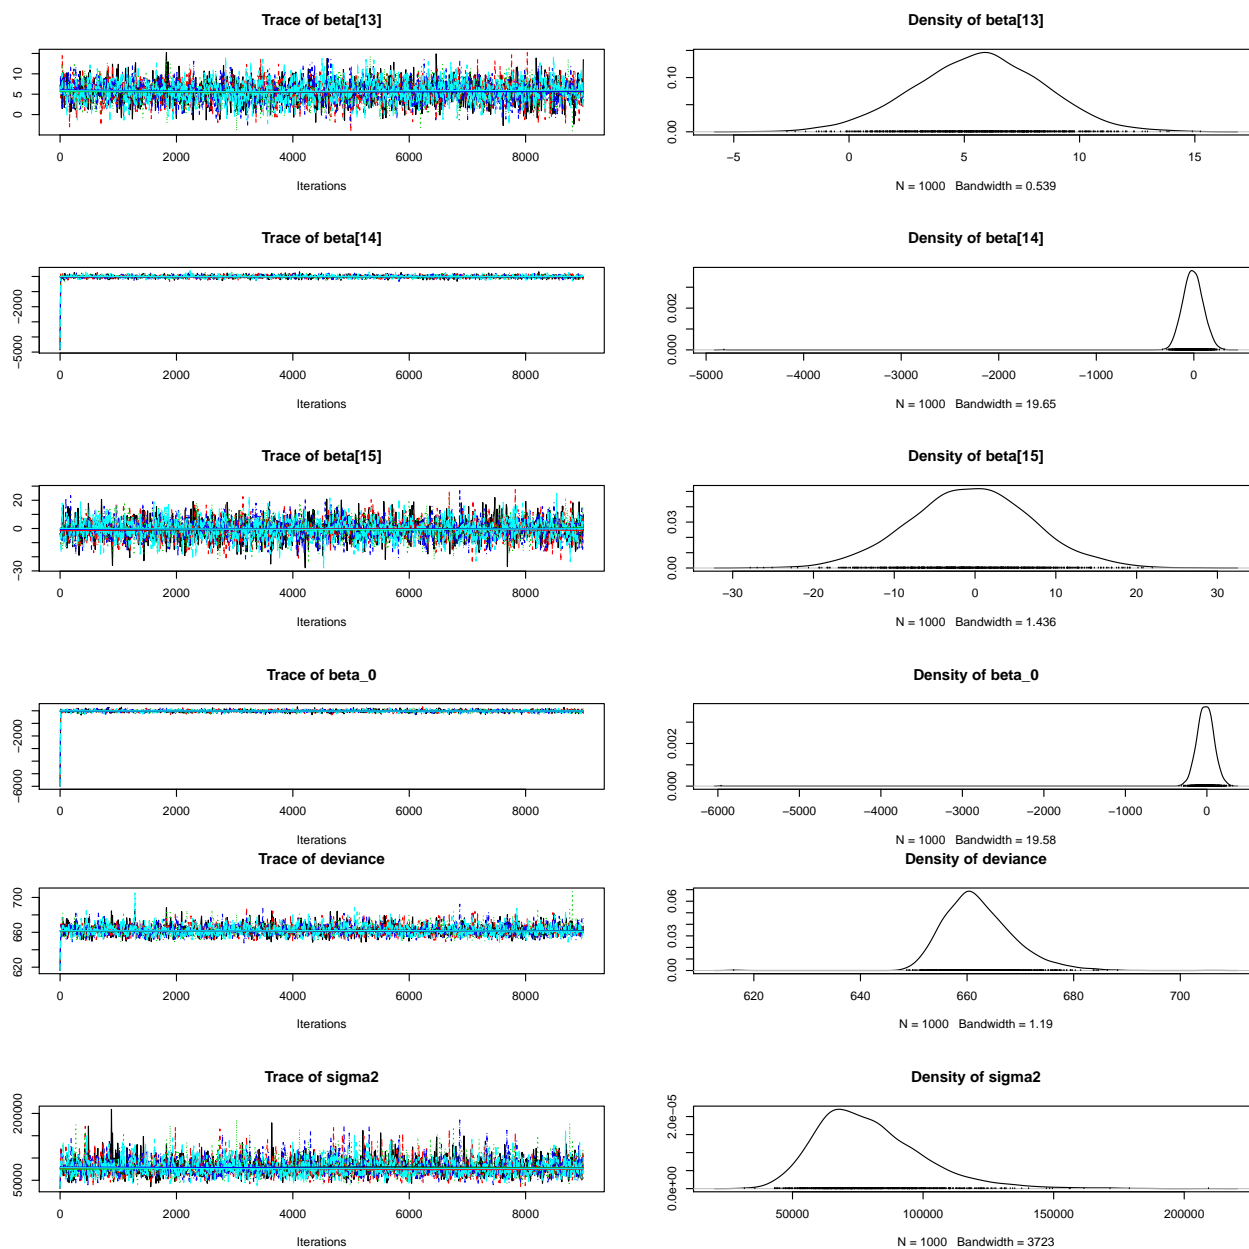 Trace of beta[13] Density of beta[13]
0 5 10
0 2000 4000 6000 8000
Iterations
0.00 0.10
−5 0 5 10 15
N = 1000 Bandwidth = 0.539
Trace of beta[14] Density of beta[14]
−5000 −2000
0 2000 4000 6000 8000
Iterations
0.000 0.002
−5000 −4000 −3000 −2000 −1000 0
N = 1000 Bandwidth = 19.65
Trace of beta[15] Density of beta[15]
−30 0 20
0 2000 4000 6000 8000
Iterations
0.00 0.03
−30 −20 −10 0 10 20 30
N = 1000 Bandwidth = 1.436
Trace of beta_0 Density of beta_0
−6000 −2000
0 2000 4000 6000 8000
Iterations
0.000 0.002
−6000 −5000 −4000 −3000 −2000 −1000 0
N = 1000 Bandwidth = 19.58
Trace of deviance Density of deviance
620 660 700
0 2000 4000 6000 8000
Iterations
0.00 0.03 0.06
620 640 660 680 700
N = 1000 Bandwidth = 1.19
Trace of sigma2 Density of sigma2
50000 200000
0 2000 4000 6000 8000
Iterations
0.0e+00 2.0e−05
50000 100000 150000 200000
N = 1000 Bandwidth = 3723